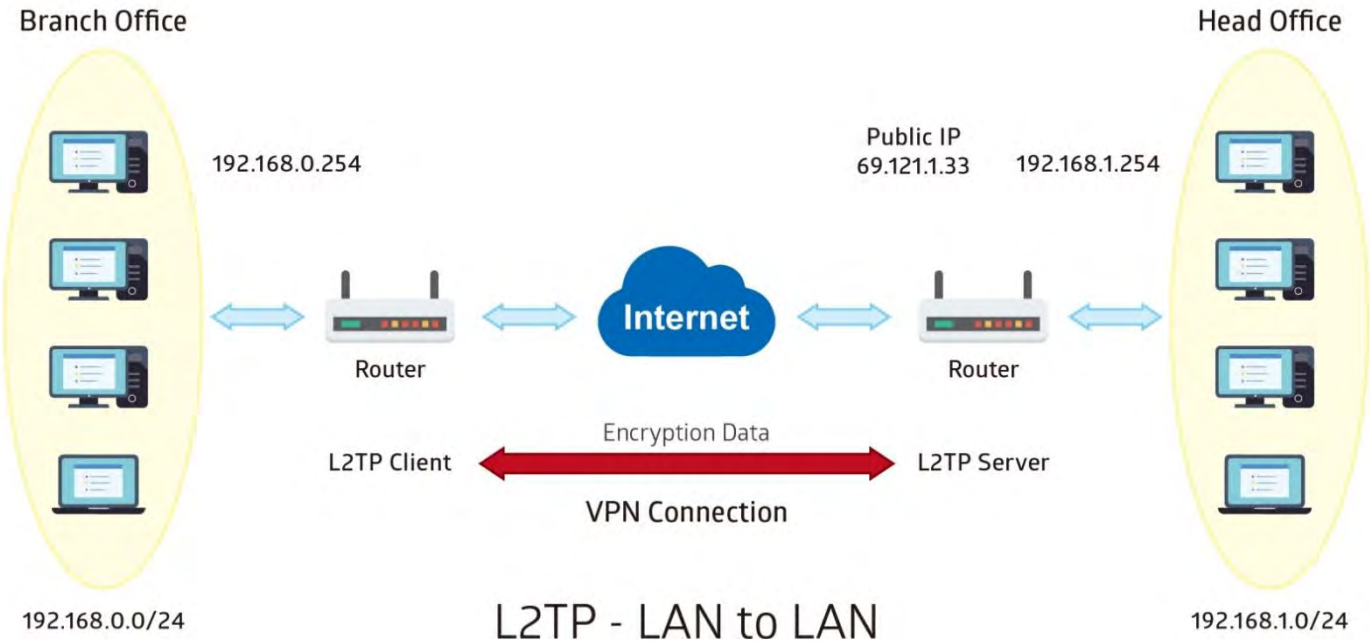 Branch Office
Head Office
192.168.0.254
Public IP
69.121.1.33
192.168.1.254
Internet
Router
Router
Encryption Data
L2TP Client
L2TP Server
VPN Connection
192.168.0.0/24
L2TP - LAN to LAN
192.168.1.0/24